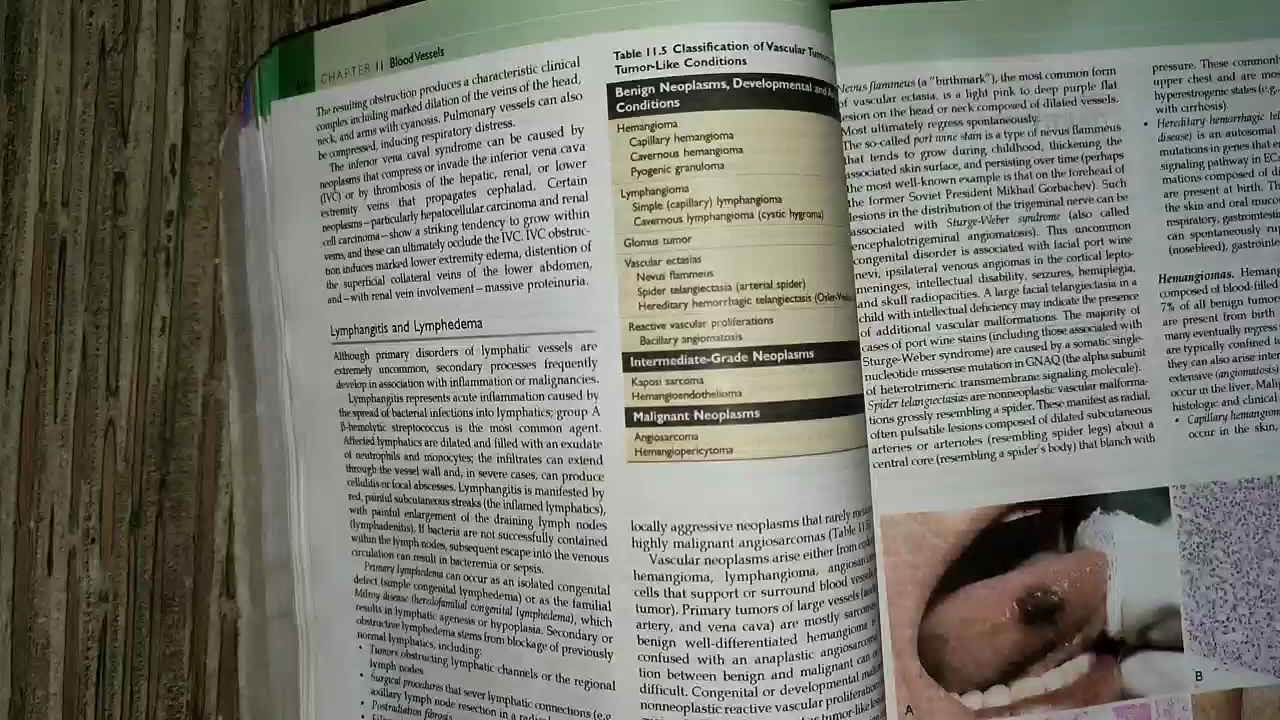 CHAPTER 11 Blood Vessels
The resulting obstruction produces a characteristic clinical
complex including marked dilation of the veins of the head,
neck, and arms with cyanosis. Pulmonary vessels can also
be compressed, inducing respiratory distress.
The inferior vena caval syndrome can be caused by
neoplasms that compress or invade the inferior vena cava
(IVC) or by thrombosis of the hepatic, renal, or lower
extremity veins that propagates cephalad. Certain
neoplasms—particularly hepatocellular carcinoma and renal
cell carcinoma—show a striking tendency to grow within
veins, and these can ultimately occlude the IVC. IVC obstruc-
tion induces marked lower extremity edema, distention of
the superficial collateral veins of the lower abdomen,
and—with renal vein involvement—massive proteinuria.
Lymphangitis and Lymphedema
Although primary disorders of lymphatic vessels are
extremely uncommon, secondary processes frequently
develop in association with inflammation or malignancies.
Lymphangitis represents acute inflammation caused by
the spread of bacterial infections into lymphatics; group A
β-hemolytic streptococcus is the most common agent.
Affected lymphatics are dilated and filled with an exudate
of neutrophils and monocytes; the infiltrates can extend
through the vessel wall and, in severe cases, can produce
cellulitis or focal abscesses. Lymphangitis is manifested by
red, painful subcutaneous streaks (the inflamed lymphatics),
with painful enlargement of the draining lymph nodes
(lymphadenitis). If bacteria are not successfully contained
within the lymph nodes, subsequent escape into the venous
circulation can result in bacteremia or sepsis.
Primary lymphedema can occur as an isolated congenital
defect (simple congenital lymphedema) or as the familial
Milroy disease (heredofamilial congenital lymphedema), which
results in lymphatic agenesis or hypoplasia. Secondary or
obstructive lymphedema stems from blockage of previously
normal lymphatics, including:
• Tumors obstructing lymphatic channels or the regional
lymph nodes
• Surgical procedures that sever lymphatic connections (e.g.,
axillary lymph node resection in a
• Postradiation fibrosis
Table 11.5 Classification of Vascular Tumors
Tumor-Like Conditions
Benign Neoplasms, Developmental and
Conditions
Hemangioma
Capillary hemangioma
Cavernous hemangioma
Pyogenic granuloma
Lymphangioma
Simple (capillary) lymphangioma
Cavernous lymphangioma (cystic hygroma)
Glomus tumor
Vascular ectasias
Nevus flammeus
Spider telangiectasia (arterial spider)
Hereditary hemorrhagic telangiectasis
Reactive vascular proliferations
Bacillary angiomatosis
Intermediate-Grade Neoplasms
Kaposi sarcoma
Hemangioendothelioma
Malignant Neoplasms
Angiosarcoma
Hemangiopericytoma
locally aggressive neoplasms that rarely
highly malignant angiosarcomas (Table
Vascular neoplasms arise either from
hemangioma, lymphangioma,
cells that support or surround blood
tumor). Primary tumors of large vessels
artery, and vena cava) are mostly
benign well-differentiated hemangioma
confused with an anaplastic
tion between benign and malignant can
difficult. Congenital or developmental
nonneoplastic reactive vascular
Nevus flammeus (a "birthmark"), the most common form
of vascular ectasia, is a light pink to deep purple flat
lesion on the head or neck composed of dilated vessels.
Most ultimately regress spontaneously.
The so-called port wine stain is a type of nevus flammeus
that tends to grow during childhood, thickening the
associated skin surface, and persisting over time (perhaps
the most well-known example is that on the forehead of
the former Soviet President Mikhail Gorbachev). Such
lesions in the distribution of the trigeminal nerve can be
associated with Sturge-Weber syndrome (also called
encephalotrigeminal angiomatosis). This uncommon
congenital disorder is associated with facial port wine
nevi, ipsilateral venous angiomas in the cortical lepto-
meninges, intellectual disability, seizures, hemiplegia,
and skull radiopacities. A large facial telangiectasia in a
child with intellectual deficiency may indicate the presence
of additional vascular malformations. The majority of
cases of port wine stains (including those associated with
Sturge-Weber syndrome) are caused by a somatic single-
nucleotide missense mutation in GNAQ (the alpha subunit
of heterotrimeric transmembrane signaling molecule).
Spider telangiectasias are nonneoplastic vascular malforma-
tions grossly resembling a spider. These manifest as radial,
often pulsatile lesions composed of dilated subcutaneous
arteries or arterioles (resembling spider legs) about a
central core (resembling a spider's body) that blanch with
A
pressure. These
upper chest and are
hyperestrogenic states (e.g.
with cirrhosis).
• Hereditary hemorrhagic
disease) is an autosomal
mutations in genes that
signaling pathway in
are present at birth.
the skin and oral
respiratory,
can spontaneously
(nosebleed),
Hemangiomas.
composed of blood-filled
7% of all benign
are present from birth
many eventually
are typically confined
they can also arise
extensive (angiomatosis)
occur in the liver.
histologic and clinical
• Capillary
occur in the skin,
B